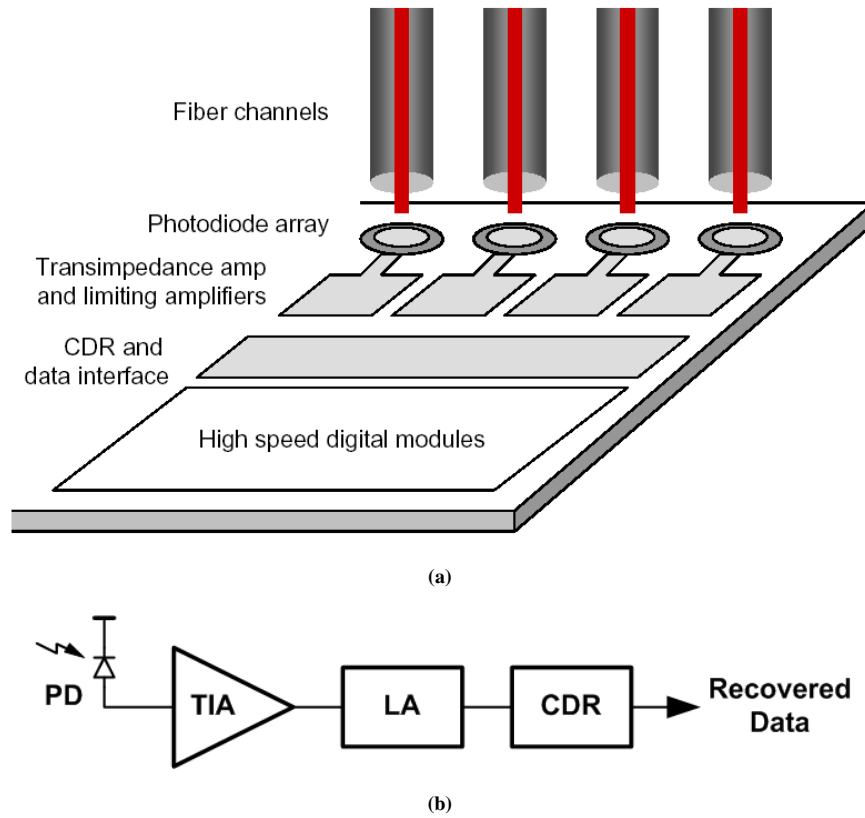 Fiber channels
Photodiode array
Transimpedance amp
and limiting amplifiers
CDR and
data interface
High speed digital modules
(a)
PD
TIA
LA
CDR
Recovered
Data
(b)